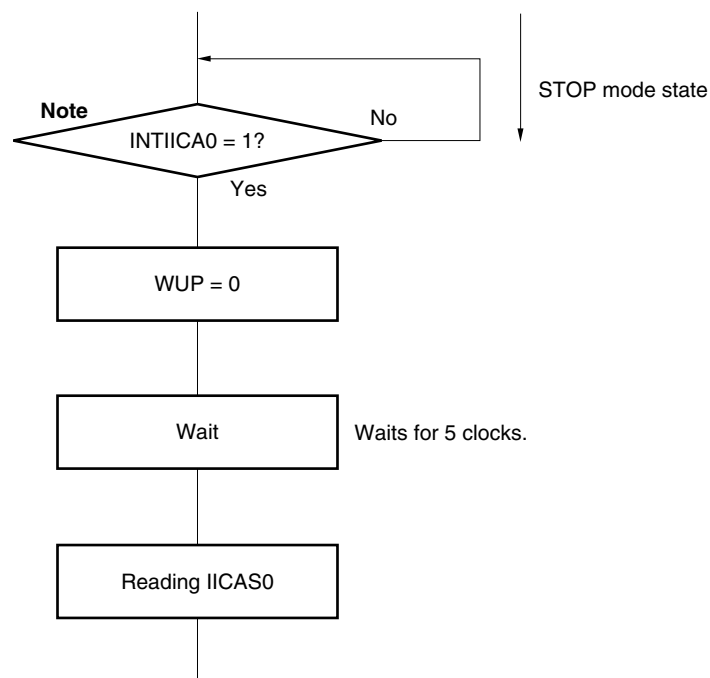 STOP mode state
Note
No
INTIICA0 = 1?
Yes
WUP = 0
Wait
Waits for 5 clocks.
Reading IICAS0